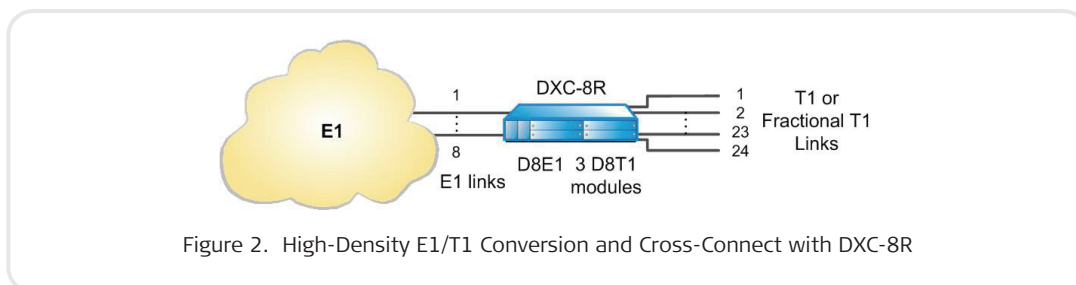 E1
1
8
E1 links
DXC-8R
D8E1 3 D8T1
modules
1
2
23
24
T1 or
Fractional T1
Links
Figure 2. High-Density E1/T1 Conversion and Cross-Connect with DXC-8R